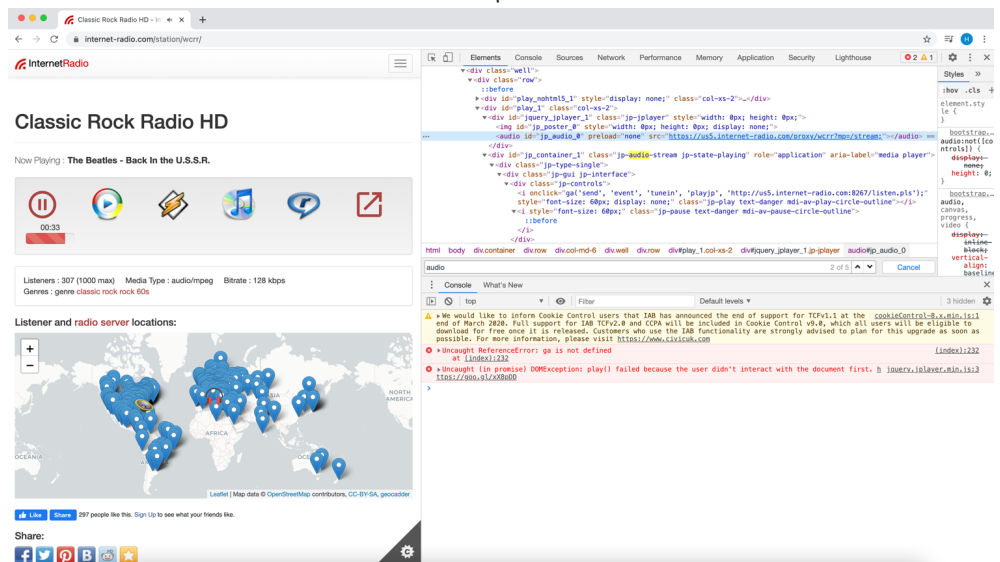 Classic Rock Radio HD - Int
internet-radio.com/station/wcrr/
H
InternetRadio
Classic Rock Radio HD
Now Playing : The Beatles - Back In the U.S.S.R.
00:33
Listeners : 307 (1000 max) Media Type : audio/mpeg Bitrate : 128 kbps
Genres : genre classic rock rock 60s
Listener and radio server locations:
+
−
NORTH
AMERICA
ASIA
AFRICA
OCEANIA
OCE
Leaflet | Map data © OpenStreetMap contributors, CC-BY-SA, geocadder
Like Share 297 people like this. Sign Up to see what your friends like.
Share:
Elements Console Sources Network Performance Memory Application Security Lighthouse 2 1
▼<div class="well">
▼<div class="row">
::before
▶<div id="play_nohtml5_1" style="display: none;" class="col-xs-2">…</div>
▼<div id="play_1" class="col-xs-2">
▼<div id="jquery_jplayer_1" class="jp-jplayer" style="width: 0px; height: 0px;">
<img id="jp_poster_0" style="width: 0px; height: 0px; display: none;">
<audio id="jp_audio_0" preload="none" src="https://us5.internet-radio.com/proxy/wcrr?mp=/stream;"></audio> ==
</div>
▼<div id="jp_container_1" class="jp-audio-stream jp-state-playing" role="application" aria-label="media player">
▼<div class="jp-type-single">
▼<div class="jp-gui jp-interface">
▼<div class="jp-controls">
<i onclick="ga('send', 'event', 'tunein', 'playjp', 'http://us5.internet-radio.com:8267/listen.pls');"
style="font-size: 60px; display: none;" class="jp-play text-danger mdi-av-play-circle-outline"></i>
▼<i style="font-size: 60px;" class="jp-pause text-danger mdi-av-pause-circle-outline">
::before
</i>
</div>
html body div.container div.row div.col-md-6 div.well div.row div#play_1.col-xs-2 div#jquery_jplayer_1.jp-jplayer audio#jp_audio_0
audio 2 of 5 Cancel
Styles »
:hov .cls +
element.sty
le {
}
bootstrap.…
audio:not([co
ntrols]) {
display:
none;
height: 0;
}
bootstrap.…
audio,
canvas,
progress,
video {
display:
inline-
block;
vertical-
align:
baseline
Console What's New
top Filter Default levels ▼ 3 hidden
▶We would like to inform Cookie Control users that IAB has announced the end of support for TCFv1.1 at the cookieControl-8.x.min.js:1
end of March 2020. Full support for IAB TCFv2.0 and CCPA will be included in Cookie Control v9.0, which all users will be eligible to
download for free once it is released. Customers who use the IAB functionality are strongly advised to plan for this upgrade as soon as
possible. For more information, please visit https://www.civicuk.com
▶Uncaught ReferenceError: ga is not defined (index):232
at (index):232
▶Uncaught (in promise) DOMException: play() failed because the user didn't interact with the document first. h jquery.jplayer.min.js:3
ttps://goo.gl/xX8pDD